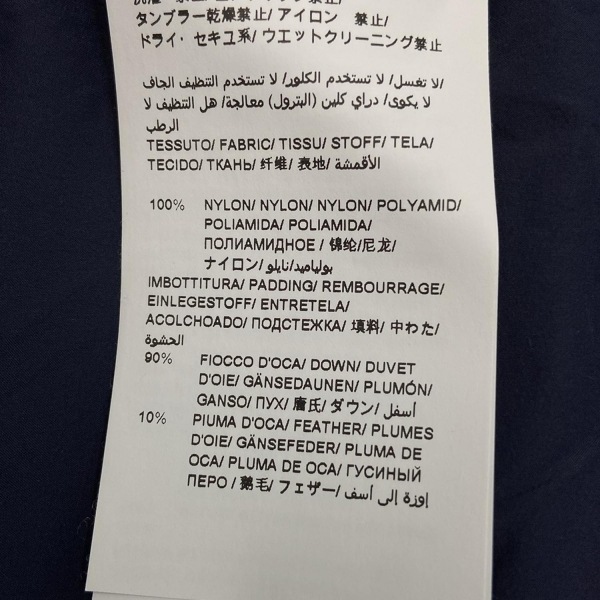 タンブラー乾燥禁止/ アイロン 禁止/
ドライ・セキユ系/ ウエットクリーニング禁止
لا تغسل/ لا تستخدم الكلور/ لا تستخدم التنظيف الجاف/
لا يكوى/ دراي كلين (البترول) معالجة/ هل التنظيف لا
الرطب
TESSUTO/ FABRIC/ TISSU/ STOFF/ TELA/
TECIDO/ ТКАНЬ/ 纤维/ 表地/ الأقمشة
100% NYLON/ NYLON/ NYLON/ POLYAMID/
POLIAMIDA/ POLIAMIDA/
ПОЛИАМИДНОЕ / 锦纶/尼龙/
ナイロン/ بولياميد/نايلو
IMBOTTITURA/ PADDING/ REMBOURRAGE/
EINLEGESTOFF/ ENTRETELA/
ACOLCHOADO/ ПОДСТЕЖКА/ 填料/ 中わた/
الحشوة
90% FIOCCO D'OCA/ DOWN/ DUVET
D'OIE/ GÄNSEDAUNEN/ PLUMÓN/
GANSO/ ПУХ/ 唐氏/ ダウン/ أسفل
10% PIUMA D'OCA/ FEATHER/ PLUMES
D'OIE/ GÄNSEFEDER/ PLUMA DE
OCA/ PLUMA DE OCA/ ГУСИНЫЙ
ПЕРО / 鹅毛/ フェザー/ إوزة إلى أسف